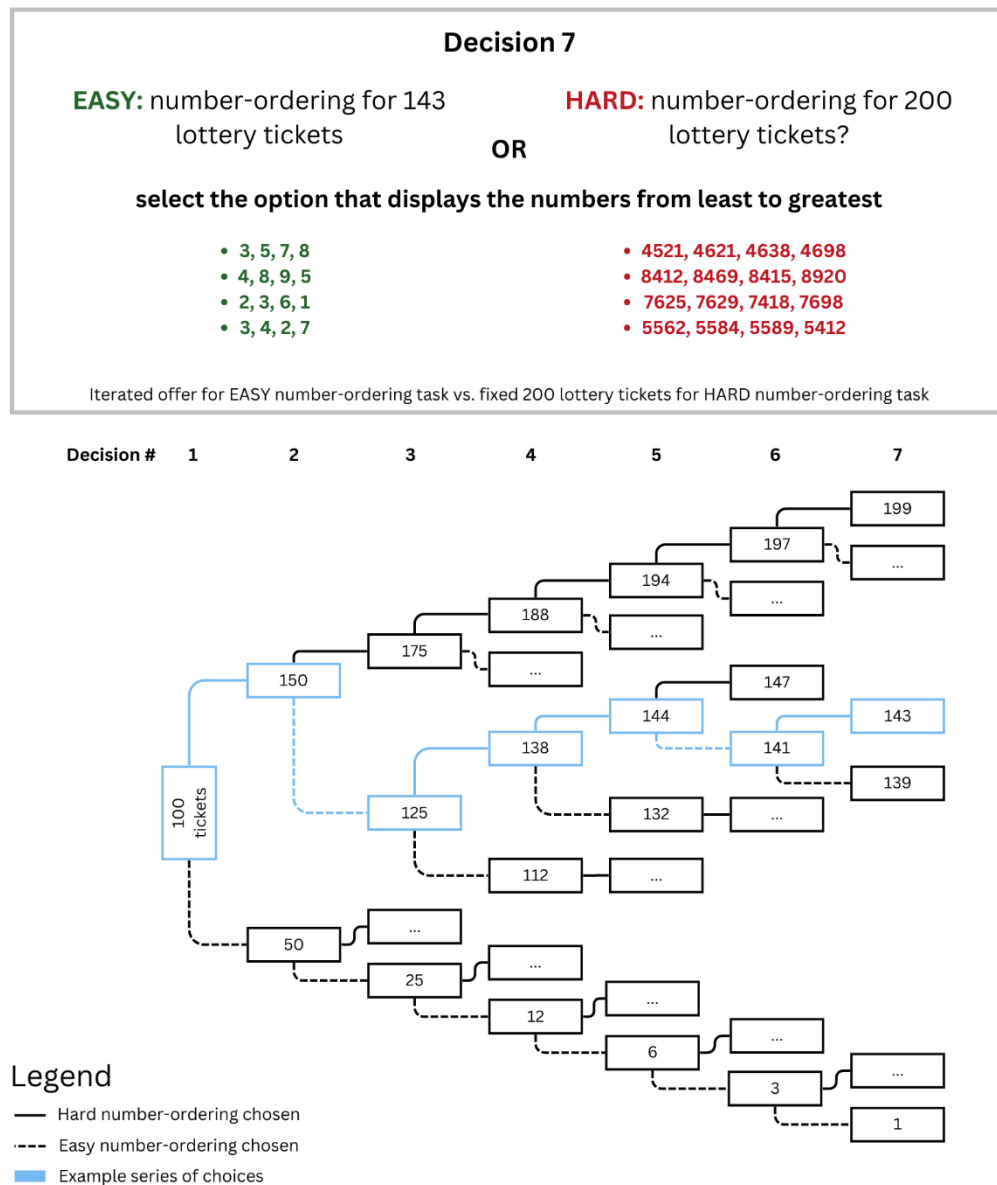 Decision 7
EASY: number-ordering for 143
lottery tickets
OR
HARD: number-ordering for 200
lottery tickets?
select the option that displays the numbers from least to greatest
• 3, 5, 7, 8
• 4, 8, 9, 5
• 2, 3, 6, 1
• 3, 4, 2, 7
• 4521, 4621, 4638, 4698
• 8412, 8469, 8415, 8920
• 7625, 7629, 7418, 7698
• 5562, 5584, 5589, 5412
Iterated offer for EASY number-ordering task vs. fixed 200 lottery tickets for HARD number-ordering task
Decision # 1 2 3 4 5 6 7
199
197
...
194
...
188
...
175
...
150
147
144
143
138
141
139
125
132
...
112
...
100
tickets
50
...
25
...
12
...
6
...
3
...
1
Legend
Hard number-ordering chosen
Easy number-ordering chosen
Example series of choices